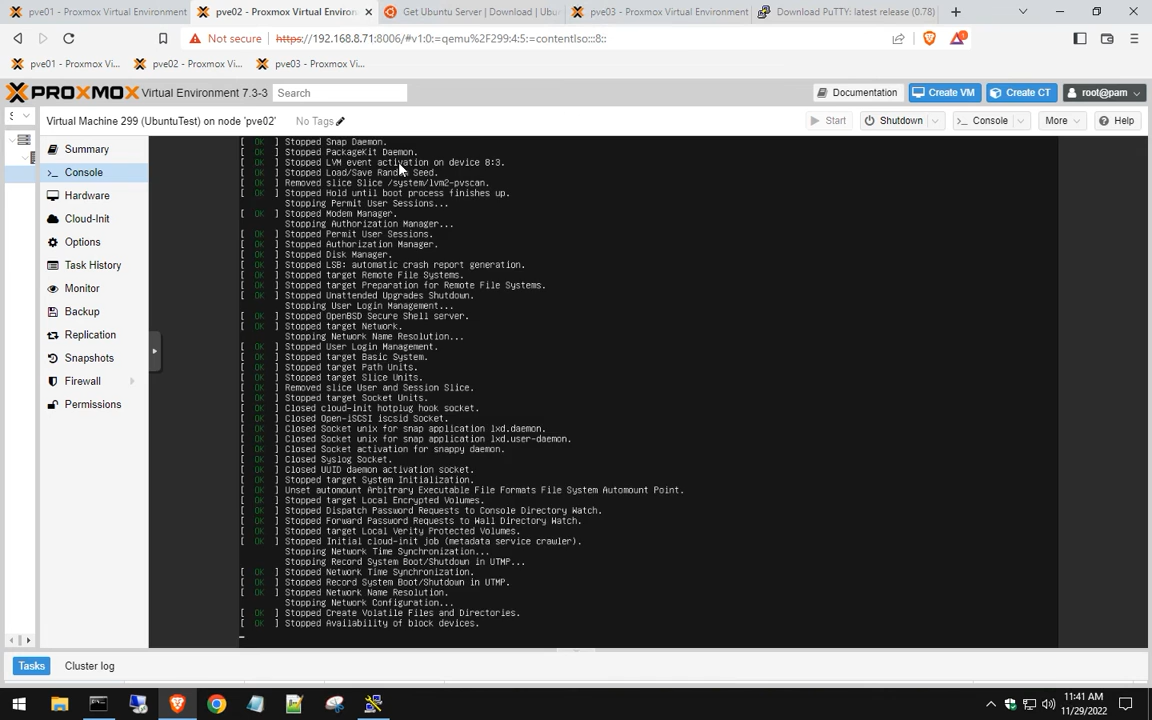 pve01 - Proxmox Virtual Environment
pve02 - Proxmox Virtual Environ
Get Ubuntu Server | Download | Ubu
pve03 - Proxmox Virtual Environment
Download PuTTY: latest release (0.78)
Not secure
https://192.168.8.71:8006/#v1:0:=qemu%2F299:4:5:=contentIso:::8::
pve01 - Proxmox Vi...
pve02 - Proxmox Vi...
pve03 - Proxmox Vi...
PROXMOX Virtual Environment 7.3-3
Search
Documentation
Create VM
Create CT
root@pam
Virtual Machine 299 (UbuntuTest) on node 'pve02'
No Tags
Start
Shutdown
Console
More
Help
Summary
Console
Hardware
Cloud-Init
Options
Task History
Monitor
Backup
Replication
Snapshots
Firewall
Permissions
[ OK ] Stopped Snap Daemon.
[ OK ] Stopped PackageKit Daemon.
[ OK ] Stopped LVM event activation on device 8:3.
[ OK ] Stopped Load/Save Random Seed.
[ OK ] Removed slice Slice /system/lvm2-pvscan.
[ OK ] Stopped Hold until boot process finishes up.
Stopping Permit User Sessions...
[ OK ] Stopped Modem Manager.
Stopping Authorization Manager...
[ OK ] Stopped Permit User Sessions.
[ OK ] Stopped Authorization Manager.
[ OK ] Stopped Disk Manager.
[ OK ] Stopped LSB: automatic crash report generation.
[ OK ] Stopped target Remote File Systems.
[ OK ] Stopped target Preparation for Remote File Systems.
[ OK ] Stopped Unattended Upgrades Shutdown.
Stopping User Login Management...
[ OK ] Stopped OpenBSD Secure Shell server.
[ OK ] Stopped target Network.
Stopping Network Name Resolution...
[ OK ] Stopped User Login Management.
[ OK ] Stopped target Basic System.
[ OK ] Stopped target Path Units.
[ OK ] Stopped target Slice Units.
[ OK ] Removed slice User and Session Slice.
[ OK ] Stopped target Socket Units.
[ OK ] Closed cloud-init hotplug hook socket.
[ OK ] Closed Open-iSCSI iscsid Socket.
[ OK ] Closed Socket unix for snap application lxd.daemon.
[ OK ] Closed Socket unix for snap application lxd.user-daemon.
[ OK ] Closed Socket activation for snappy daemon.
[ OK ] Closed Syslog Socket.
[ OK ] Closed UUID daemon activation socket.
[ OK ] Stopped target System Initialization.
[ OK ] Unset automount Arbitrary Executable File Formats File System Automount Point.
[ OK ] Stopped target Local Encrypted Volumes.
[ OK ] Stopped Dispatch Password Requests to Console Directory Watch.
[ OK ] Stopped Forward Password Requests to Wall Directory Watch.
[ OK ] Stopped target Local Verity Protected Volumes.
[ OK ] Stopped Initial cloud-init job (metadata service crawler).
Stopping Network Time Synchronization...
Stopping Record System Boot/Shutdown in UTMP...
[ OK ] Stopped Network Time Synchronization.
[ OK ] Stopped Record System Boot/Shutdown in UTMP.
[ OK ] Stopped Network Name Resolution.
Stopping Network Configuration...
[ OK ] Stopped Create Volatile Files and Directories.
[ OK ] Stopped Availability of block devices.
Tasks
Cluster log
11:41 AM
11/29/2022